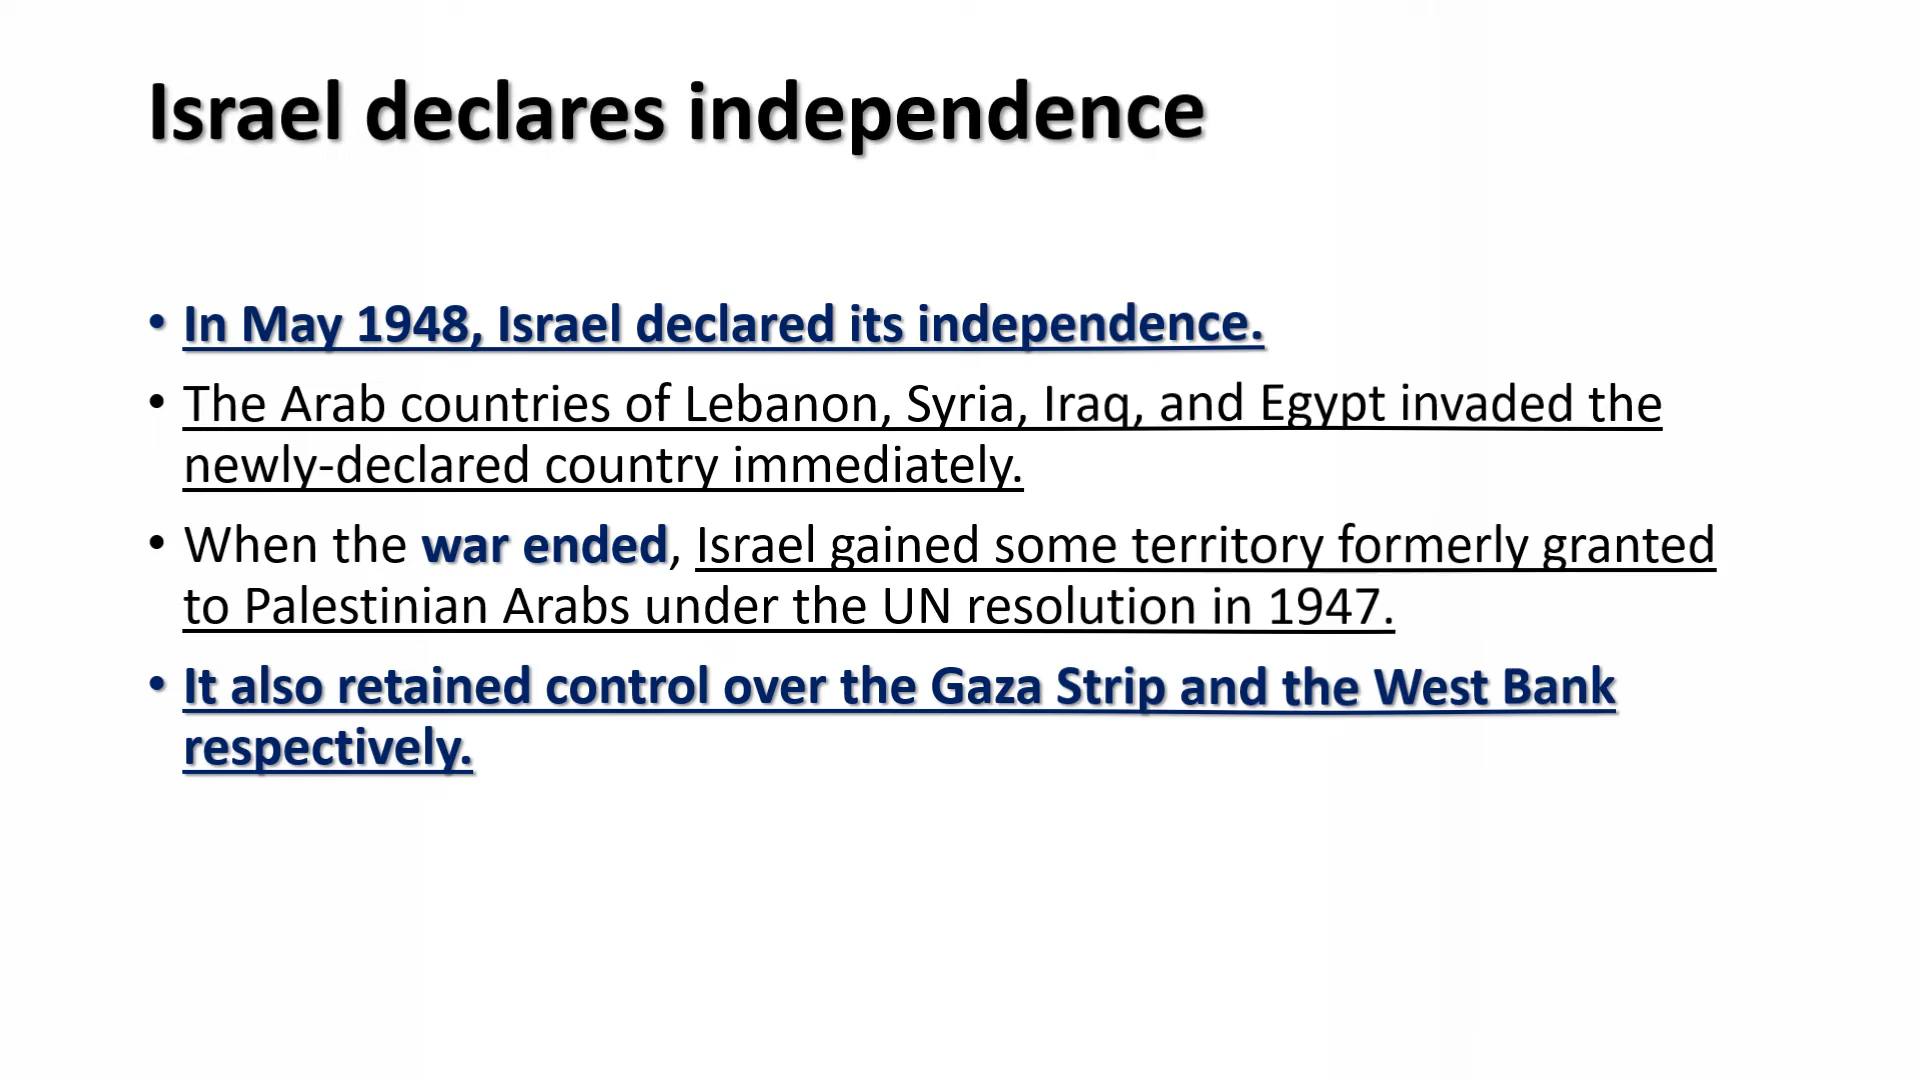 Israel declares independence
• In May 1948, Israel declared its independence.
• The Arab countries of Lebanon, Syria, Iraq, and Egypt invaded the
newly-declared country immediately.
• When the war ended, Israel gained some territory formerly granted
to Palestinian Arabs under the UN resolution in 1947.
• It also retained control over the Gaza Strip and the West Bank
respectively.